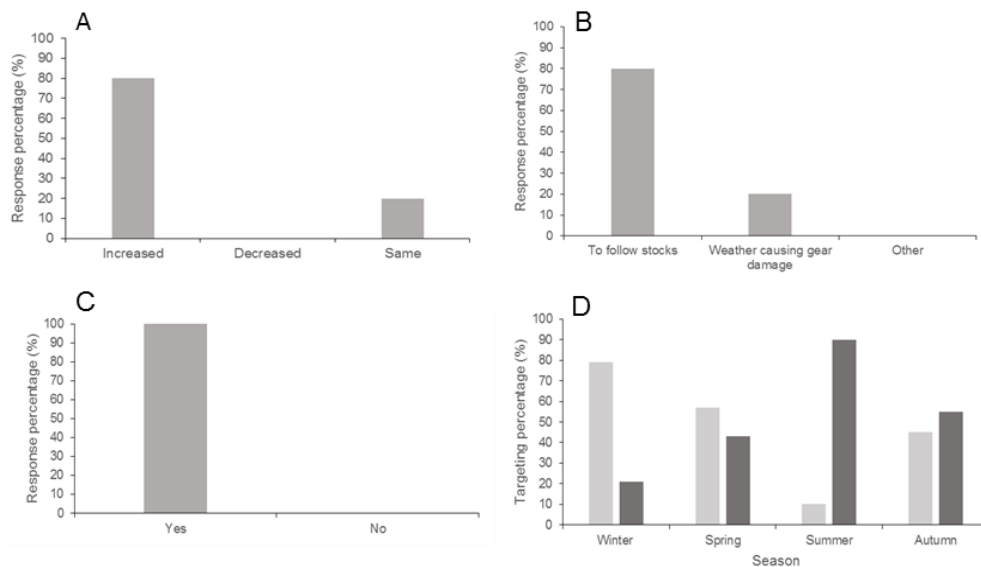 A
Response percentage (%)
100
90
80
70
60
50
40
30
20
10
0
Increased
Decreased
Same
B
Response percentage (%)
100
90
80
70
60
50
40
30
20
10
0
To follow stocks
Weather causing gear
damage
Other
C
Response percentage (%)
100
90
80
70
60
50
40
30
20
10
0
Yes
No
D
Targeting percentage (%)
100
90
80
70
60
50
40
30
20
10
0
Winter
Spring
Summer
Autumn
Season